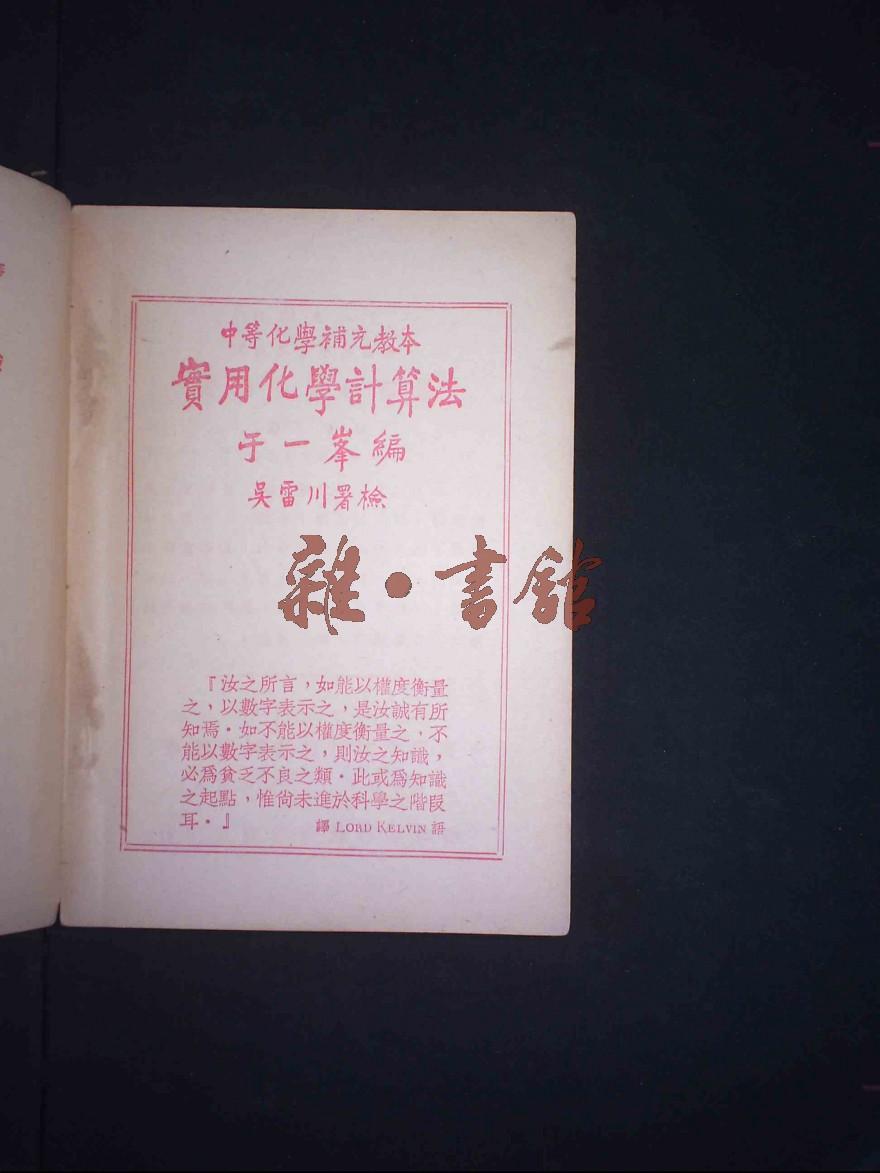 中等化學補充教本
實用化學計算法
于一峯編
吳雷川署檢
雜·書館
『汝之所言，如能以權度衡量
之，以數字表示之，是汝誠有所
知焉·如不能以權度衡量之，不
能以數字表示之，則汝之知識，
必爲貧乏不良之類·此或爲知識
之起點，惟尙未進於科學之階段
耳·』
譯 LORD KELVIN 語